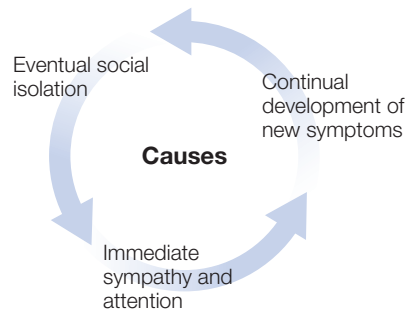 Eventual social
isolation
Continual
development of
new symptoms
Causes
Immediate
sympathy and
attention